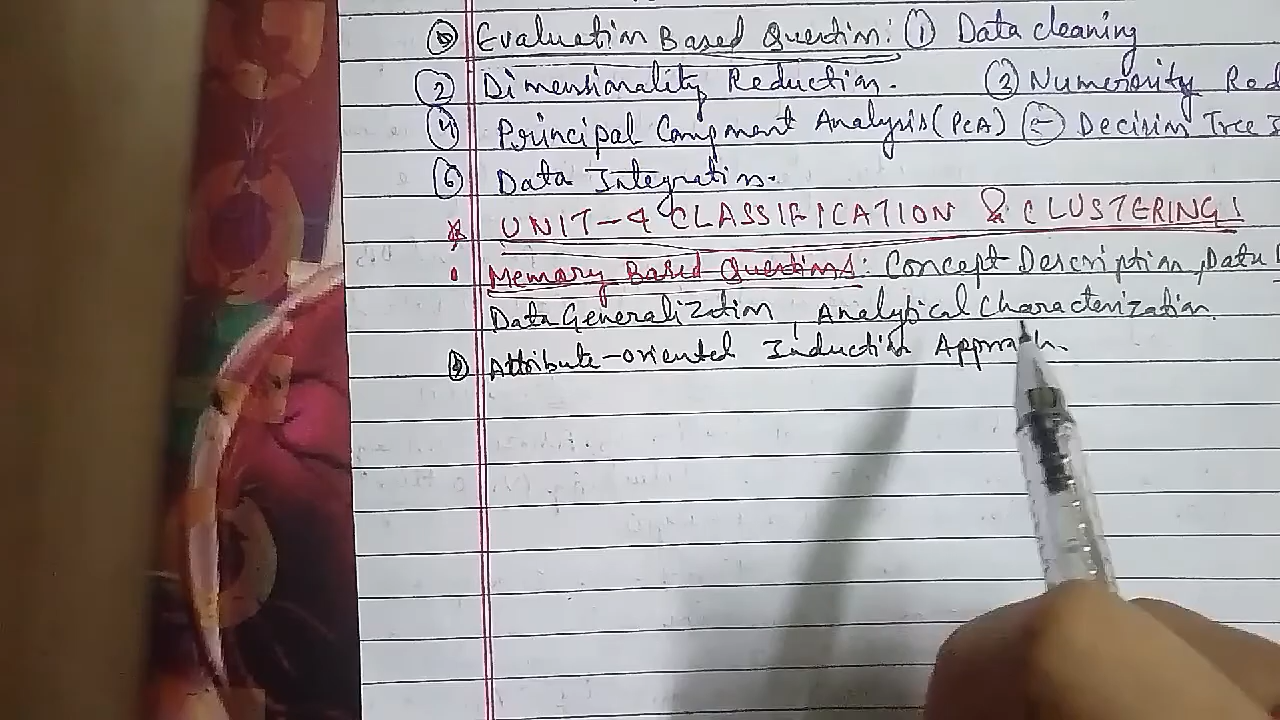 Evaluation Based Question: ① Data cleaning
② Dimensionality Reduction. ③ Numerosity Red
④ Principal Component Analysis (PCA) ⑤ Decision Tree I
⑥ Data Integration.
* UNIT-4 CLASSIFICATION & CLUSTERING!
• Memory Based Questions: Concept Description, Data
Data Generalization, Analytical Characterization.
Attribute-oriented Induction Approach.